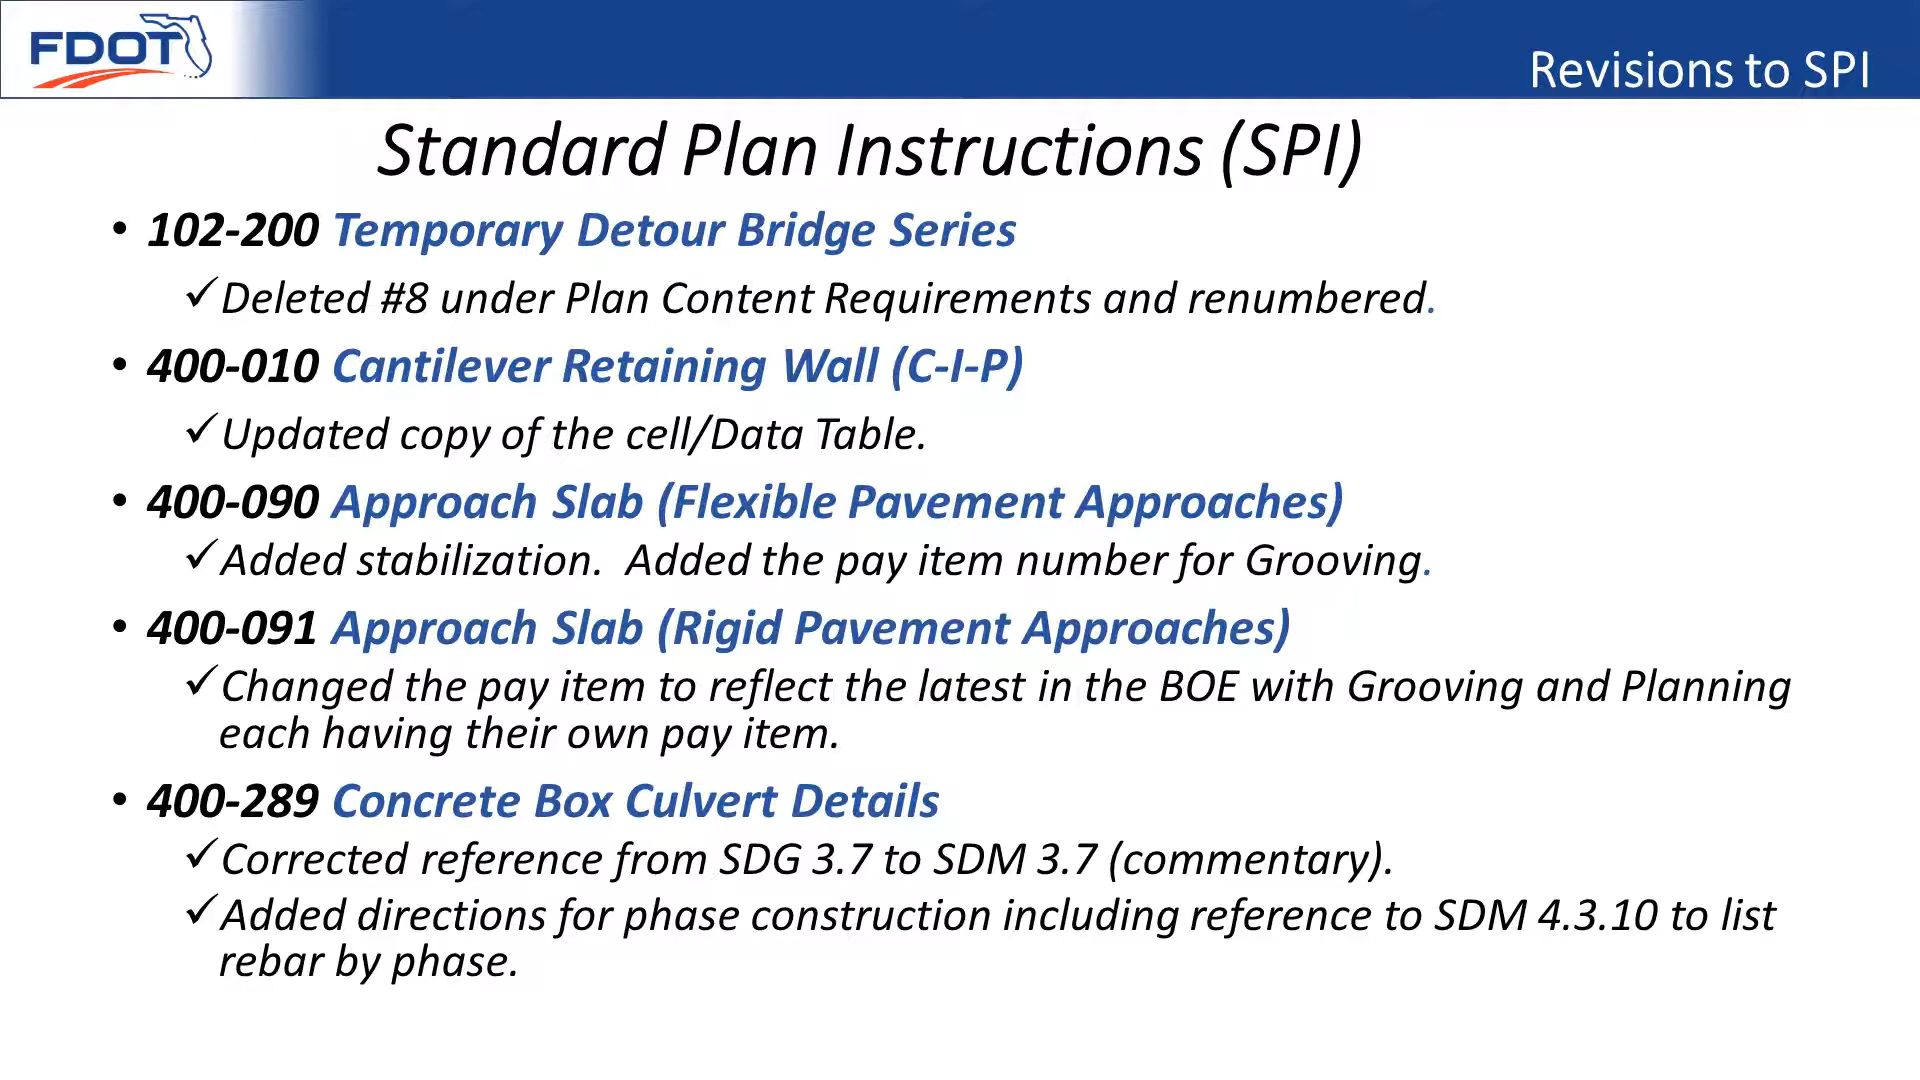 FDOT
Revisions to SPI
Standard Plan Instructions (SPI)
• 102-200 Temporary Detour Bridge Series
✓Deleted #8 under Plan Content Requirements and renumbered.
• 400-010 Cantilever Retaining Wall (C-I-P)
✓Updated copy of the cell/Data Table.
• 400-090 Approach Slab (Flexible Pavement Approaches)
✓Added stabilization.  Added the pay item number for Grooving.
• 400-091 Approach Slab (Rigid Pavement Approaches)
✓Changed the pay item to reflect the latest in the BOE with Grooving and Planning
each having their own pay item.
• 400-289 Concrete Box Culvert Details
✓Corrected reference from SDG 3.7 to SDM 3.7 (commentary).
✓Added directions for phase construction including reference to SDM 4.3.10 to list
rebar by phase.